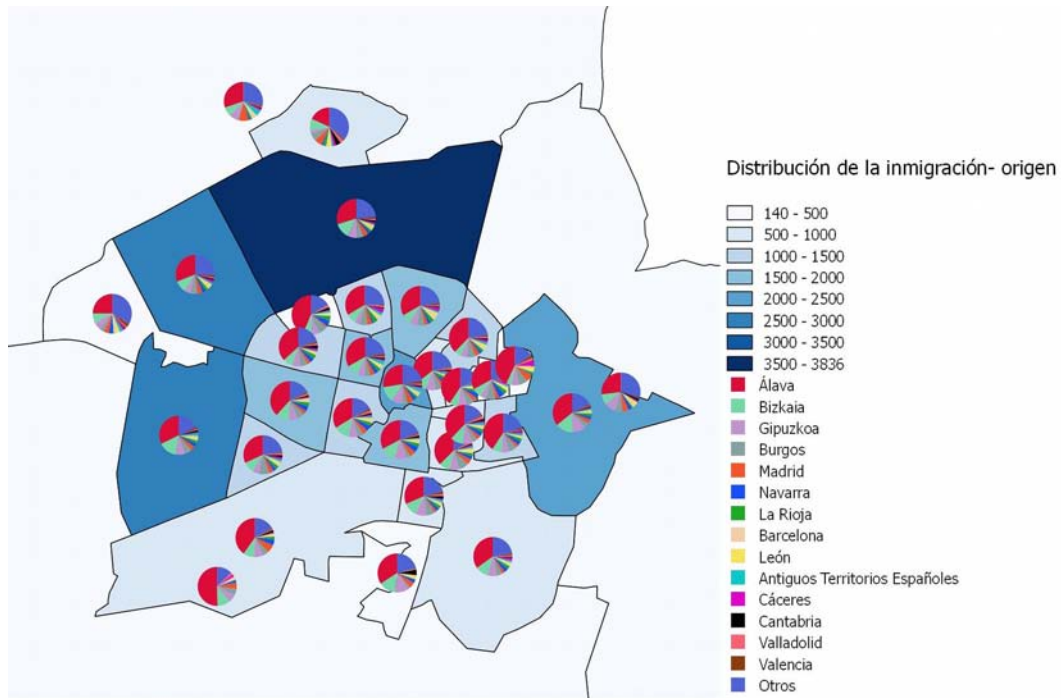 Distribución de la inmigración- origen
140 - 500
500 - 1000
1000 - 1500
1500 - 2000
2000 - 2500
2500 - 3000
3000 - 3500
3500 - 3836
Álava
Bizkaia
Gipuzkoa
Burgos
Madrid
Navarra
La Rioja
Barcelona
León
Antiguos Territorios Españoles
Cáceres
Cantabria
Valladolid
Valencia
Otros